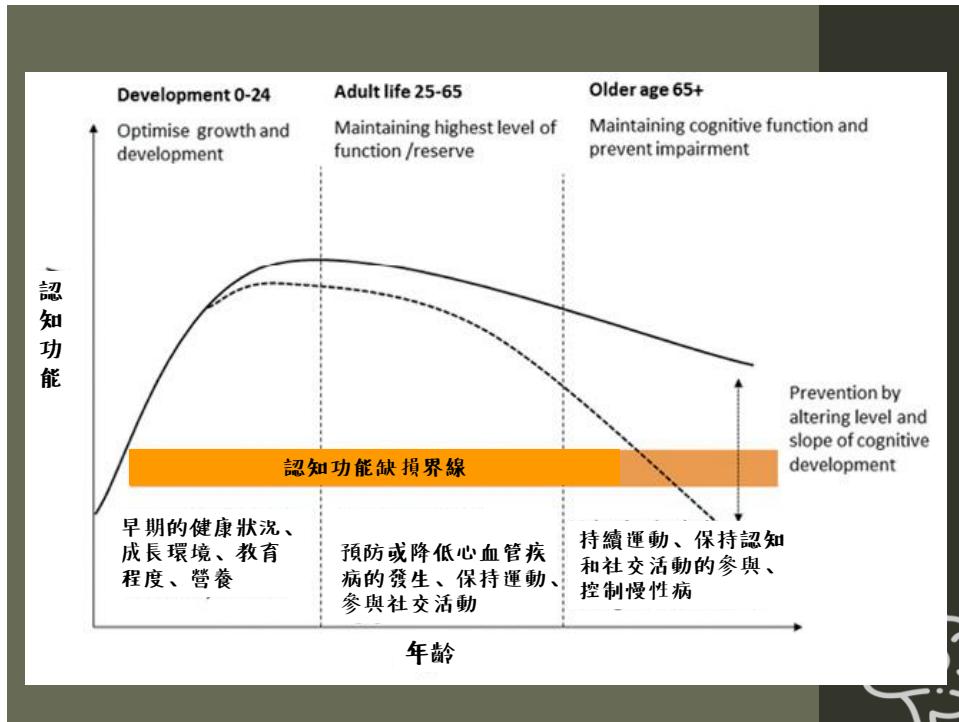 Development 0-24
Optimise growth and
development
Adult life 25-65
Maintaining highest level of
function /reserve
Older age 65+
Maintaining cognitive function and
prevent impairment
認知功能
Prevention by
altering level and
slope of cognitive
development
認知功能缺損界線
早期的健康狀況、
成長環境、教育
程度、營養
預防或降低心血管疾
病的發生、保持運動、
參與社交活動
持續運動、保持認知
和社交活動的參與、
控制慢性病
年齡